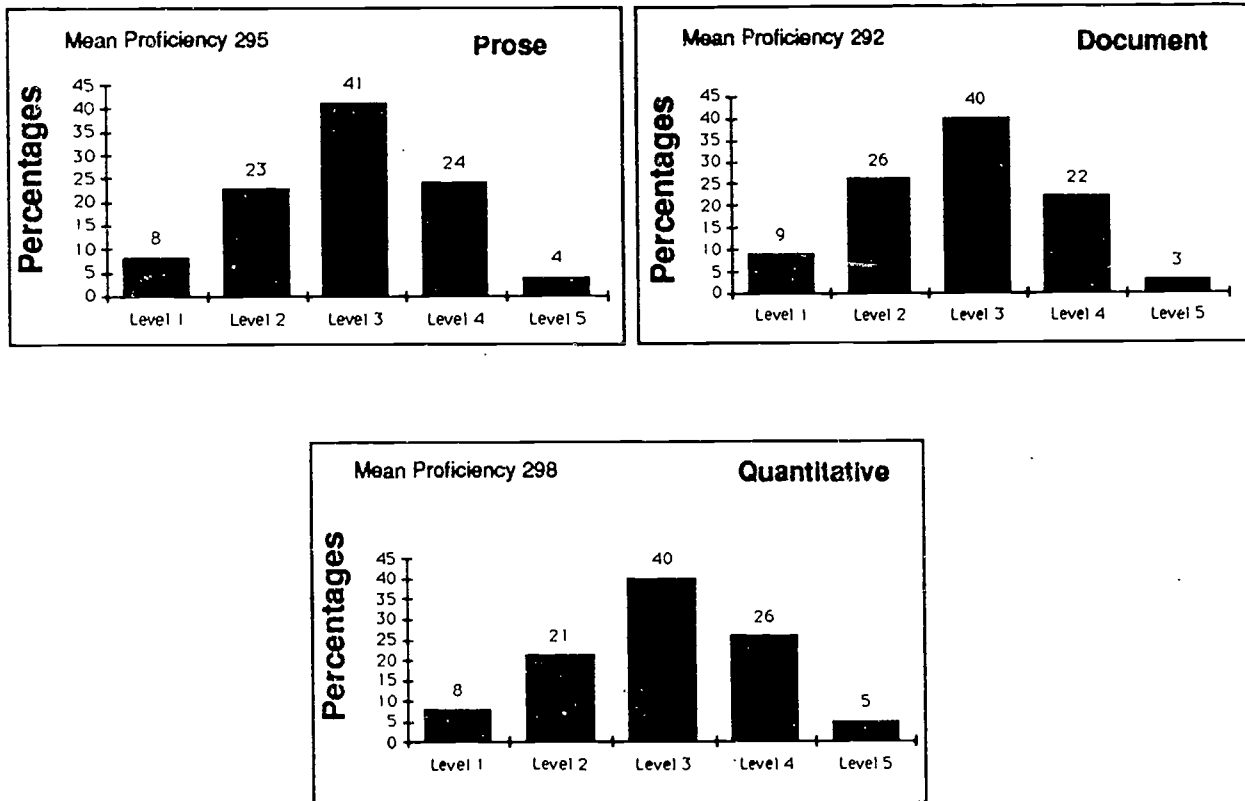 Mean Proficiency 295
Prose
Percentages
45
40
35
30
25
20
15
10
5
0
8
23
41
24
4
Level 1
Level 2
Level 3
Level 4
Level 5
Mean Proficiency 292
Document
Percentages
45
40
35
30
25
20
15
10
5
0
9
26
40
22
3
Level 1
Level 2
Level 3
Level 4
Level 5
Mean Proficiency 298
Quantitative
Percentages
45
40
35
30
25
20
15
10
5
0
8
21
40
26
5
Level 1
Level 2
Level 3
Level 4
Level 5